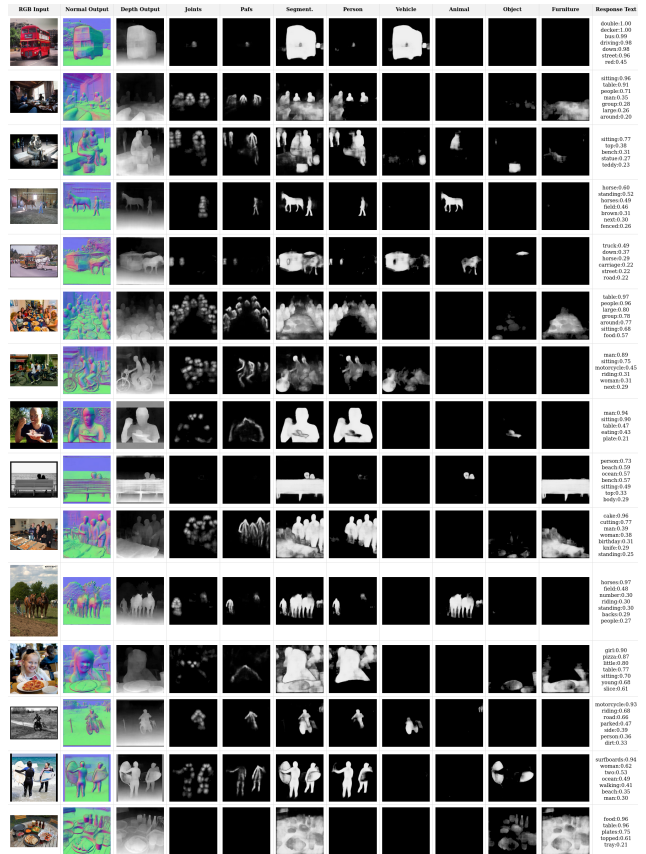 RGB Input Normal Output Depth Output Joints Pafs Segment. Person Vehicle Animal Object Furniture Response Text
double:1.00
decker:1.00
bus:0.99
driving:0.98
down:0.98
street:0.96
red:0.45
sitting:0.96
table:0.91
people:0.71
man:0.35
group:0.28
large:0.26
around:0.20
sitting:0.77
top:0.38
bench:0.31
statue:0.27
teddy:0.23
horse:0.60
standing:0.52
horses:0.49
field:0.46
brown:0.31
next:0.30
fenced:0.26
truck:0.49
down:0.37
horse:0.29
carriage:0.22
street:0.22
road:0.22
table:0.97
people:0.96
large:0.80
group:0.78
around:0.77
sitting:0.68
food:0.57
man:0.89
sitting:0.75
motorcycle:0.45
riding:0.31
woman:0.31
next:0.29
man:0.94
sitting:0.90
table:0.47
eating:0.43
plate:0.21
person:0.73
beach:0.59
ocean:0.57
bench:0.57
sitting:0.49
top:0.33
body:0.29
cake:0.96
cutting:0.77
man:0.39
woman:0.38
birthday:0.31
knife:0.29
standing:0.25
horses:0.97
field:0.48
number:0.30
riding:0.30
standing:0.30
backs:0.29
people:0.27
girl:0.90
pizza:0.87
little:0.80
table:0.77
sitting:0.70
young:0.68
slice:0.61
motorcycle:0.93
riding:0.68
road:0.66
parked:0.47
side:0.39
person:0.36
dirt:0.33
surfboards:0.94
woman:0.62
two:0.53
ocean:0.49
walking:0.41
beach:0.35
man:0.30
food:0.96
table:0.96
plates:0.75
topped:0.61
tray:0.21